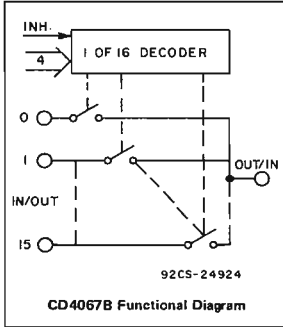 INH.
4
1 OF 16 DECODER
0
1
IN/OUT
15
OUT/IN
92CS-24924
CD4067B Functional Diagram